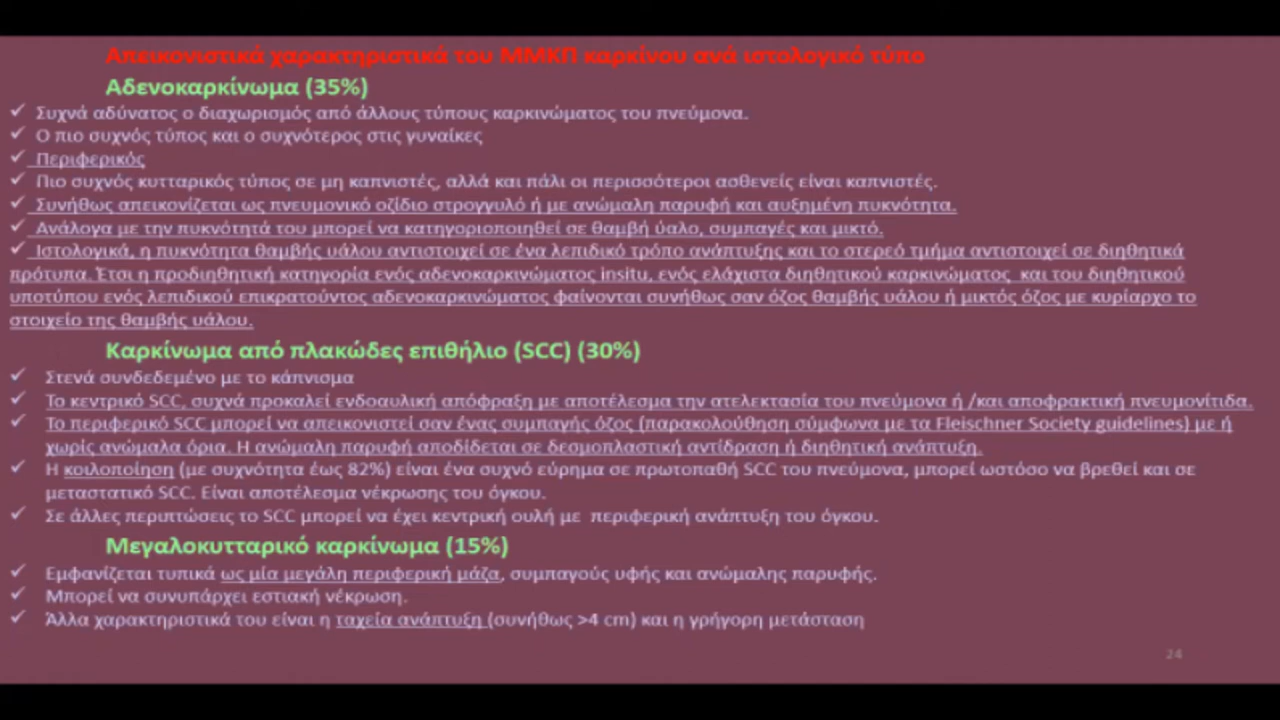 Απεικονιστικά χαρακτηριστικά του ΜΜΚΠ καρκίνου ανά ιστολογικό τύπο
Αδενοκαρκίνωμα (35%)
✓ Συχνά αδύνατος ο διαχωρισμός από άλλους τύπους καρκινώματος του πνεύμονα.
✓ Ο πιο συχνός τύπος και ο συχνότερος στις γυναίκες
✓ Περιφερικός
✓ Πιο συχνός κυτταρικός τύπος σε μη καπνιστές, αλλά και πάλι οι περισσότεροι ασθενείς είναι καπνιστές.
✓ Συνήθως απεικονίζεται ως πνευμονικό οζίδιο στρογγυλό ή με ανώμαλη παρυφή και αυξημένη πυκνότητα.
✓ Ανάλογα με την πυκνότητά του μπορεί να κατηγοριοποιηθεί σε θαμβή ύαλο, συμπαγές και μικτό.
✓ Ιστολογικά, η πυκνότητα θαμβής υάλου αντιστοιχεί σε ένα λεπιδικό τρόπο ανάπτυξης και το στερεό τμήμα αντιστοιχεί σε διηθητικά
πρότυπα. Έτσι η προδιηθητική κατηγορία ενός αδενοκαρκινώματος insitu, ενός ελάχιστα διηθητικού καρκινώματος και του διηθητικού
υποτύπου ενός λεπιδικού επικρατούντος αδενοκαρκινώματος φαίνονται συνήθως σαν όζος θαμβής υάλου ή μικτός όζος με κυρίαρχο το
στοιχείο της θαμβής υάλου.
Καρκίνωμα από πλακώδες επιθήλιο (SCC) (30%)
✓ Στενά συνδεδεμένο με το κάπνισμα
✓ Το κεντρικό SCC, συχνά προκαλεί ενδοαυλική απόφραξη με αποτέλεσμα την ατελεκτασία του πνεύμονα ή /και αποφρακτική πνευμονίτιδα.
✓ Το περιφερικό SCC μπορεί να απεικονιστεί σαν ένας συμπαγής όζος (παρακολούθηση σύμφωνα με τα Fleischner Society guidelines) με ή
χωρίς ανώμαλα όρια. Η ανώμαλη παρυφή αποδίδεται σε δεσμοπλαστική αντίδραση ή διηθητική ανάπτυξη.
✓ Η κοιλοποίηση (με συχνότητα έως 82%) είναι ένα συχνό εύρημα σε πρωτοπαθή SCC του πνεύμονα, μπορεί ωστόσο να βρεθεί και σε
μεταστατικό SCC. Είναι αποτέλεσμα νέκρωσης του όγκου.
✓ Σε άλλες περιπτώσεις το SCC μπορεί να έχει κεντρική ουλή με περιφερική ανάπτυξη του όγκου.
Μεγαλοκυτταρικό καρκίνωμα (15%)
✓ Εμφανίζεται τυπικά ως μία μεγάλη περιφερική μάζα, συμπαγούς υφής και ανώμαλης παρυφής.
✓ Μπορεί να συνυπάρχει εστιακή νέκρωση.
✓ Άλλα χαρακτηριστικά του είναι η ταχεία ανάπτυξη (συνήθως >4 cm) και η γρήγορη μετάσταση
24